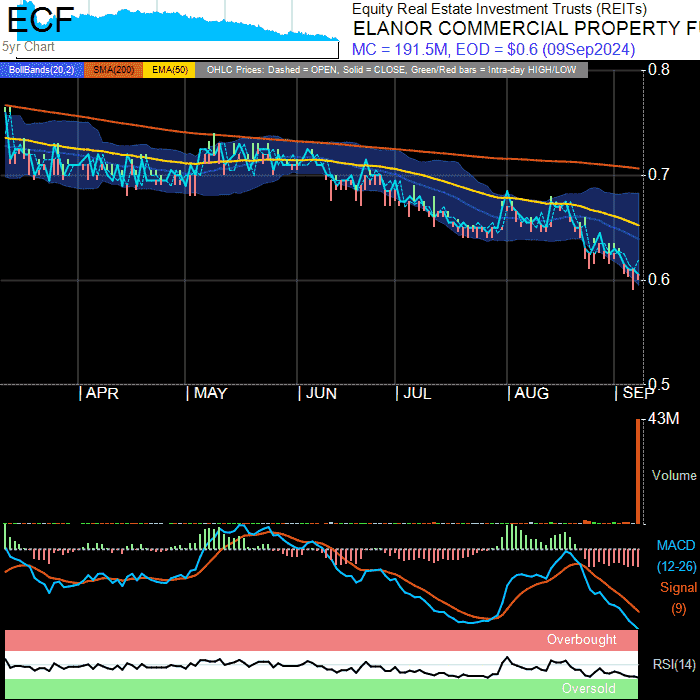 ECF
5yr Chart
Equity Real Estate Investment Trusts (REITs)
ELANOR COMMERCIAL PROPERTY F
MC = 191.5M, EOD = $0.6 (09Sep2024)
BollBands(20,2) SMA(200) EMA(50) OHLC Prices: Dashed = OPEN, Solid = CLOSE, Green/Red bars = Intra-day HIGH/LOW
0.8
0.7
0.6
0.5
| APR | MAY | JUN | JUL | AUG | SEP
43M
Volume
MACD
(12-26)
Signal
(9)
Overbought
RSI(14)
Oversold